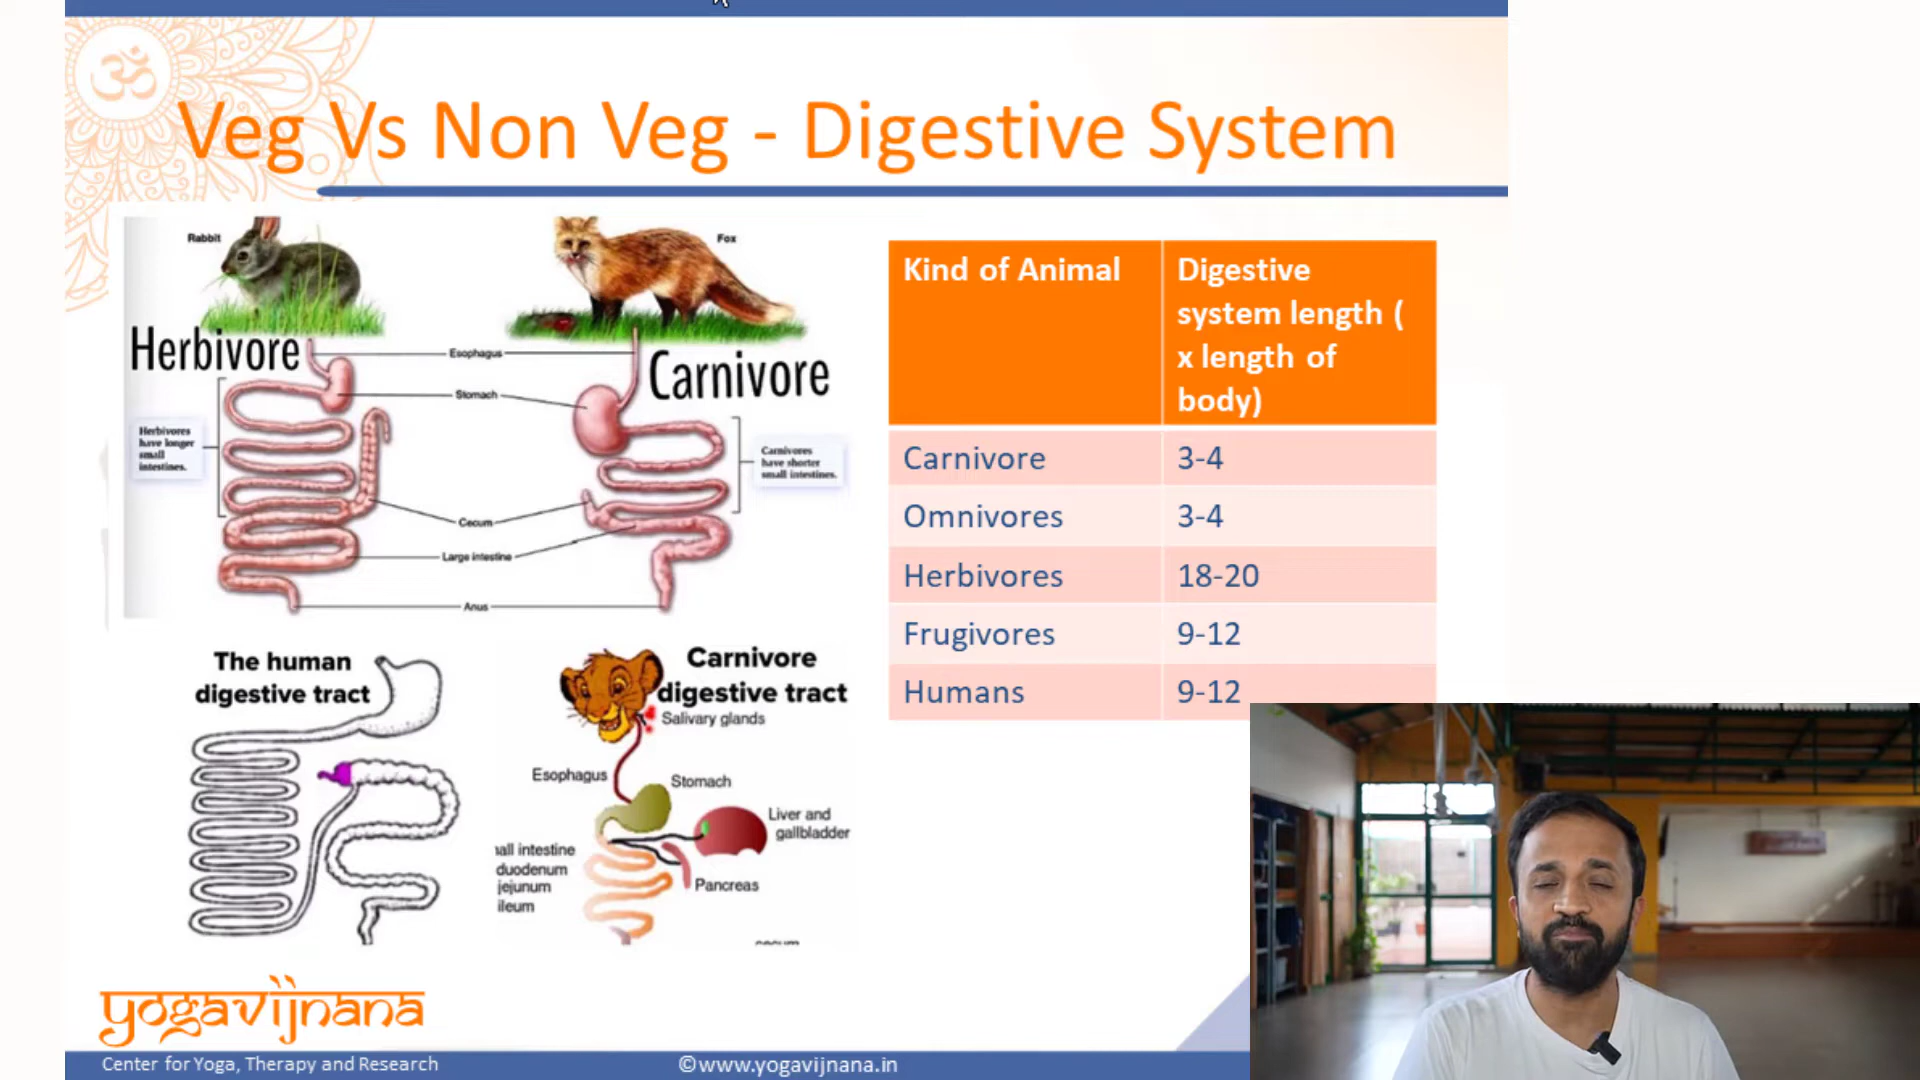 ॐ
Veg Vs Non Veg - Digestive System
Rabbit
Fox
Herbivore
Carnivore
Esophagus
Stomach
Herbivores
have longer
small
intestines.
Carnivores
have shorter
small intestines.
Cecum
Large intestine
Anus
Kind of Animal
Digestive
system length (
x length of
body)
Carnivore 3-4
Omnivores 3-4
Herbivores 18-20
Frugivores 9-12
Humans 9-12
The human
digestive tract
Carnivore
digestive tract
Salivary glands
Esophagus
Stomach
Liver and
gallbladder
all intestine
duodenum
jejunum
ileum
Pancreas
yogavijnana
Center for Yoga, Therapy and Research
©www.yogavijnana.in